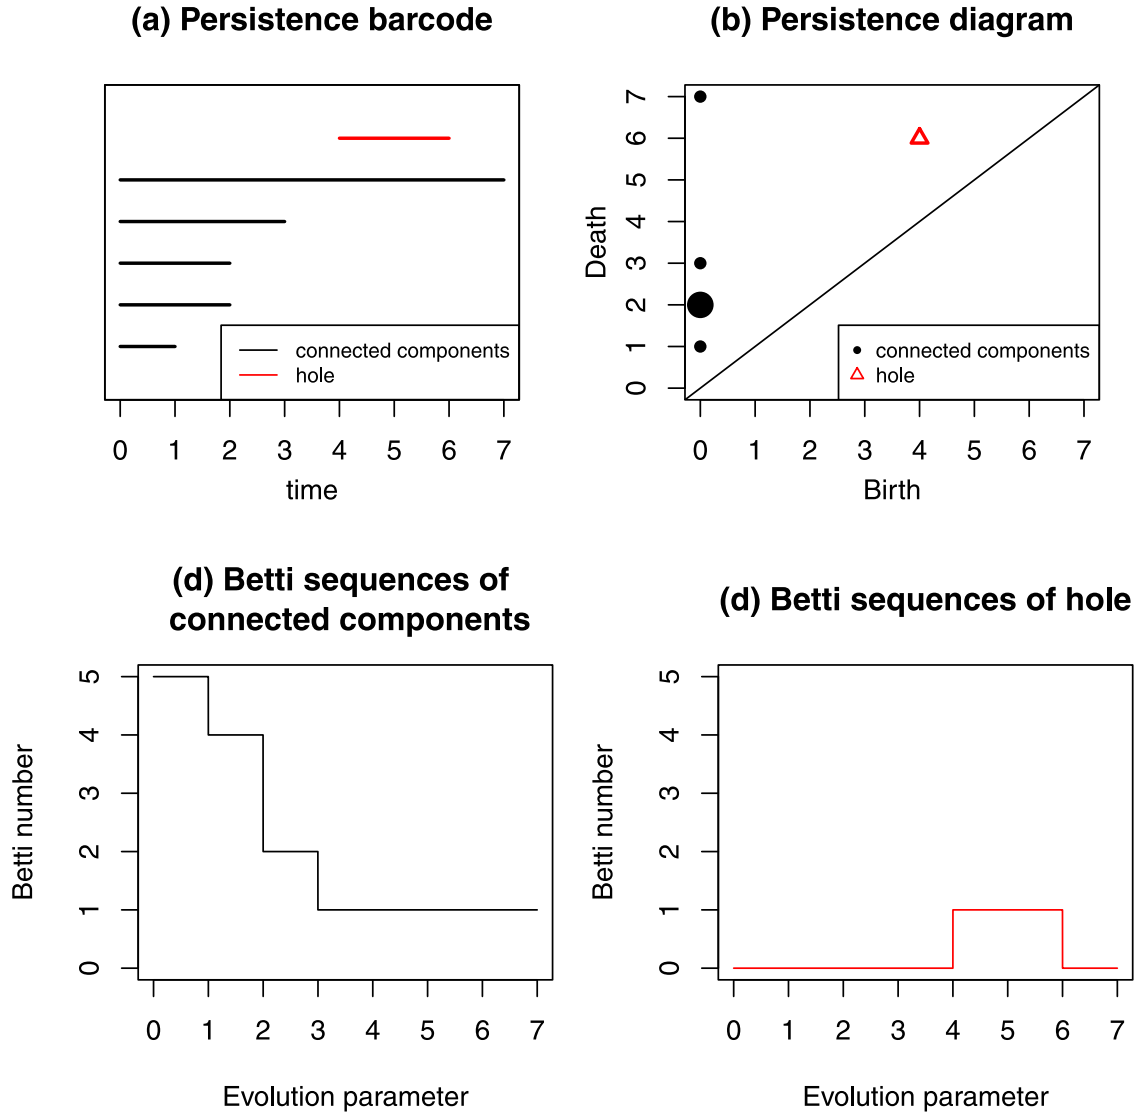 (a) Persistence barcode
connected components
hole
0 1 2 3 4 5 6 7
time
(b) Persistence diagram
Death
7
6
5
4
3
2
1
0
connected components
hole
0 1 2 3 4 5 6 7
Birth
(d) Betti sequences of
connected components
Betti number
5
4
3
2
1
0
0 1 2 3 4 5 6 7
Evolution parameter
(d) Betti sequences of hole
Betti number
5
4
3
2
1
0
0 1 2 3 4 5 6 7
Evolution parameter